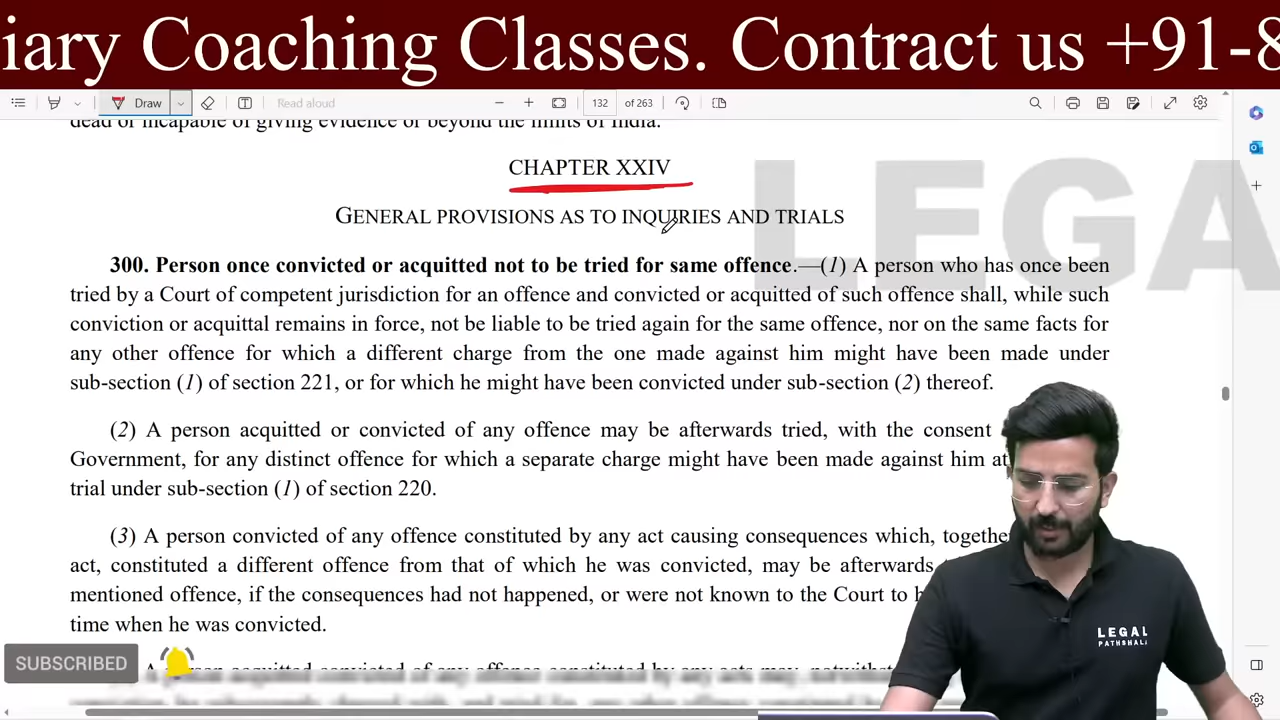 iary Coaching Classes. Contract us +91-8
Draw
Read aloud
132 of 263
dead or incapable of giving evidence or beyond the limits of India.
CHAPTER XXIV
LEGA
GENERAL PROVISIONS AS TO INQUIRIES AND TRIALS
300. Person once convicted or acquitted not to be tried for same offence.—(1) A person who has once been
tried by a Court of competent jurisdiction for an offence and convicted or acquitted of such offence shall, while such
conviction or acquittal remains in force, not be liable to be tried again for the same offence, nor on the same facts for
any other offence for which a different charge from the one made against him might have been made under
sub-section (1) of section 221, or for which he might have been convicted under sub-section (2) thereof.
(2) A person acquitted or convicted of any offence may be afterwards tried, with the consent
Government, for any distinct offence for which a separate charge might have been made against him at
trial under sub-section (1) of section 220.
(3) A person convicted of any offence constituted by any act causing consequences which, togethe
act, constituted a different offence from that of which he was convicted, may be afterwards
mentioned offence, if the consequences had not happened, or were not known to the Court to h
time when he was convicted.
LEGAL
PATHSHALA
SUBSCRIBED
A person acquitted convicted of any offence constituted by any acts may,